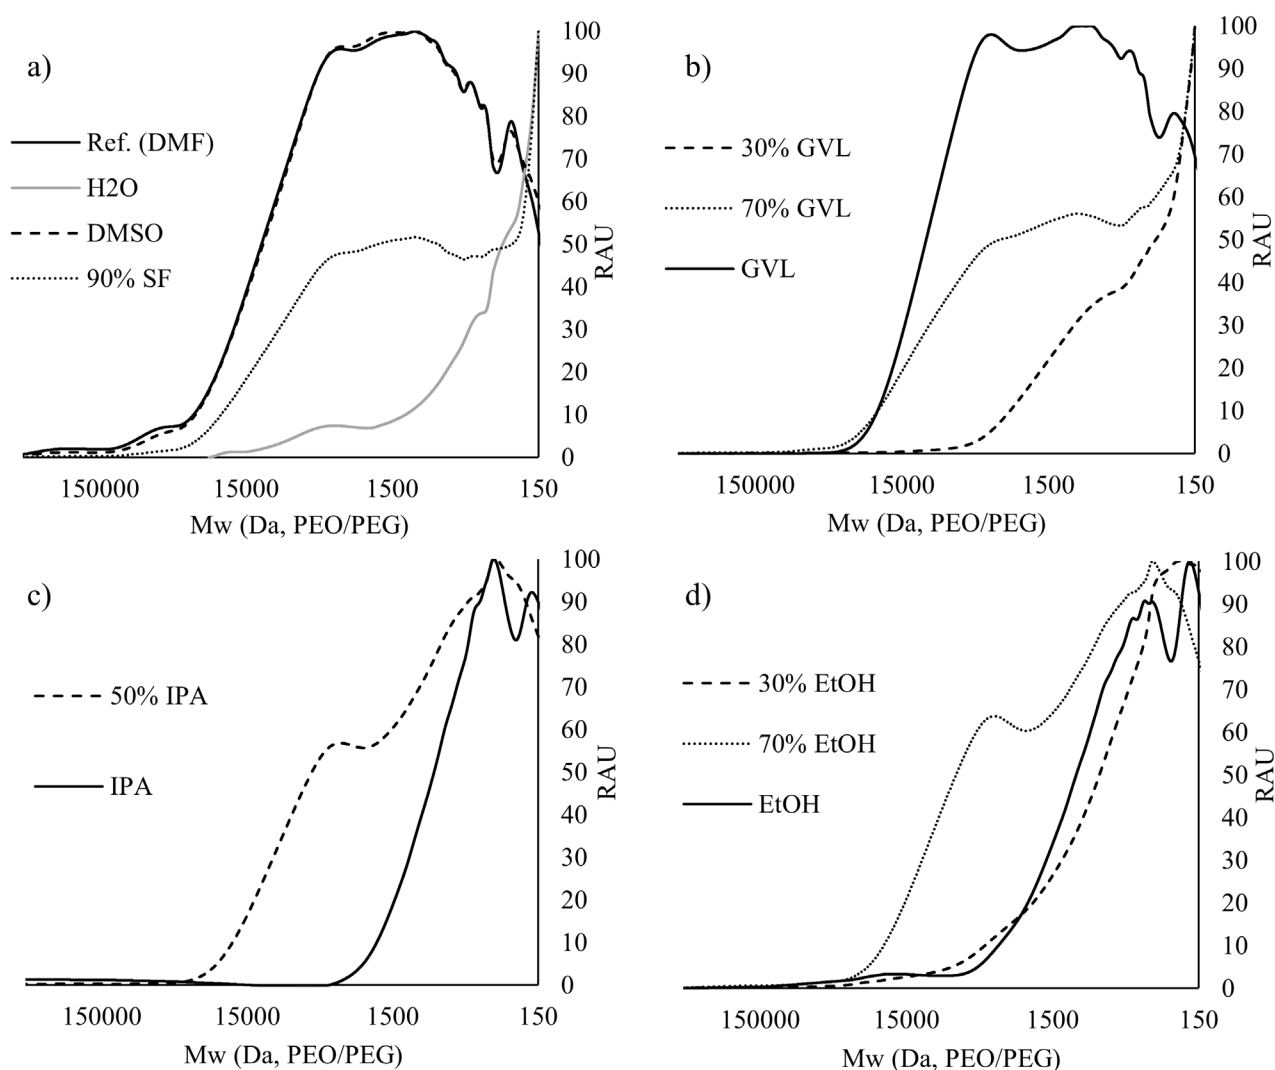 a)
Ref. (DMF)
H2O
DMSO
90% SF
100
90
80
70
60
50
40
30
20
10
0
RAU
150000 15000 1500 150
Mw (Da, PEO/PEG)
b)
30% GVL
70% GVL
GVL
100
90
80
70
60
50
40
30
20
10
0
RAU
150000 15000 1500 150
Mw (Da, PEO/PEG)
c)
50% IPA
IPA
100
90
80
70
60
50
40
30
20
10
0
RAU
150000 15000 1500 150
Mw (Da, PEO/PEG)
d)
30% EtOH
70% EtOH
EtOH
100
90
80
70
60
50
40
30
20
10
0
RAU
150000 15000 1500 150
Mw (Da, PEO/PEG)